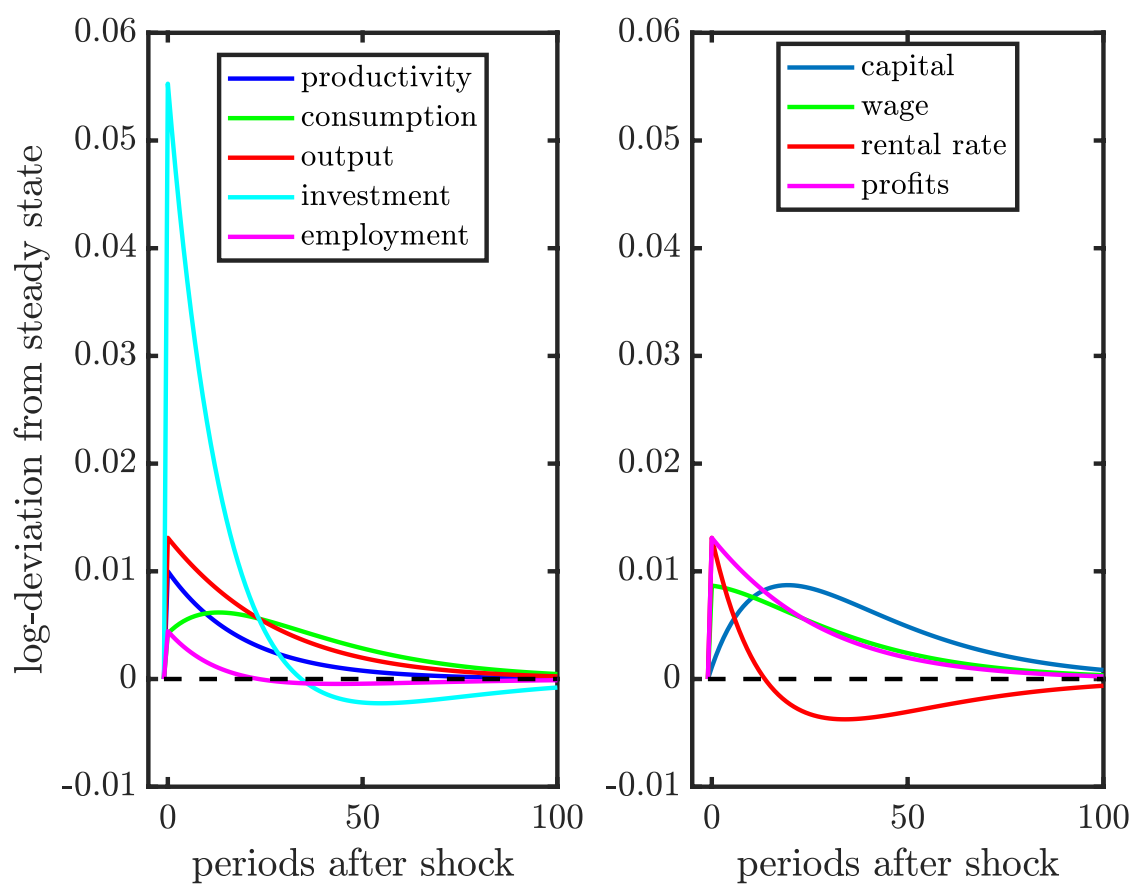 log-deviation from steady state
0.06
0.05
0.04
0.03
0.02
0.01
0
-0.01
productivity
consumption
output
investment
employment
0
50
100
periods after shock
0.06
0.05
0.04
0.03
0.02
0.01
0
-0.01
capital
wage
rental rate
profits
0
50
100
periods after shock